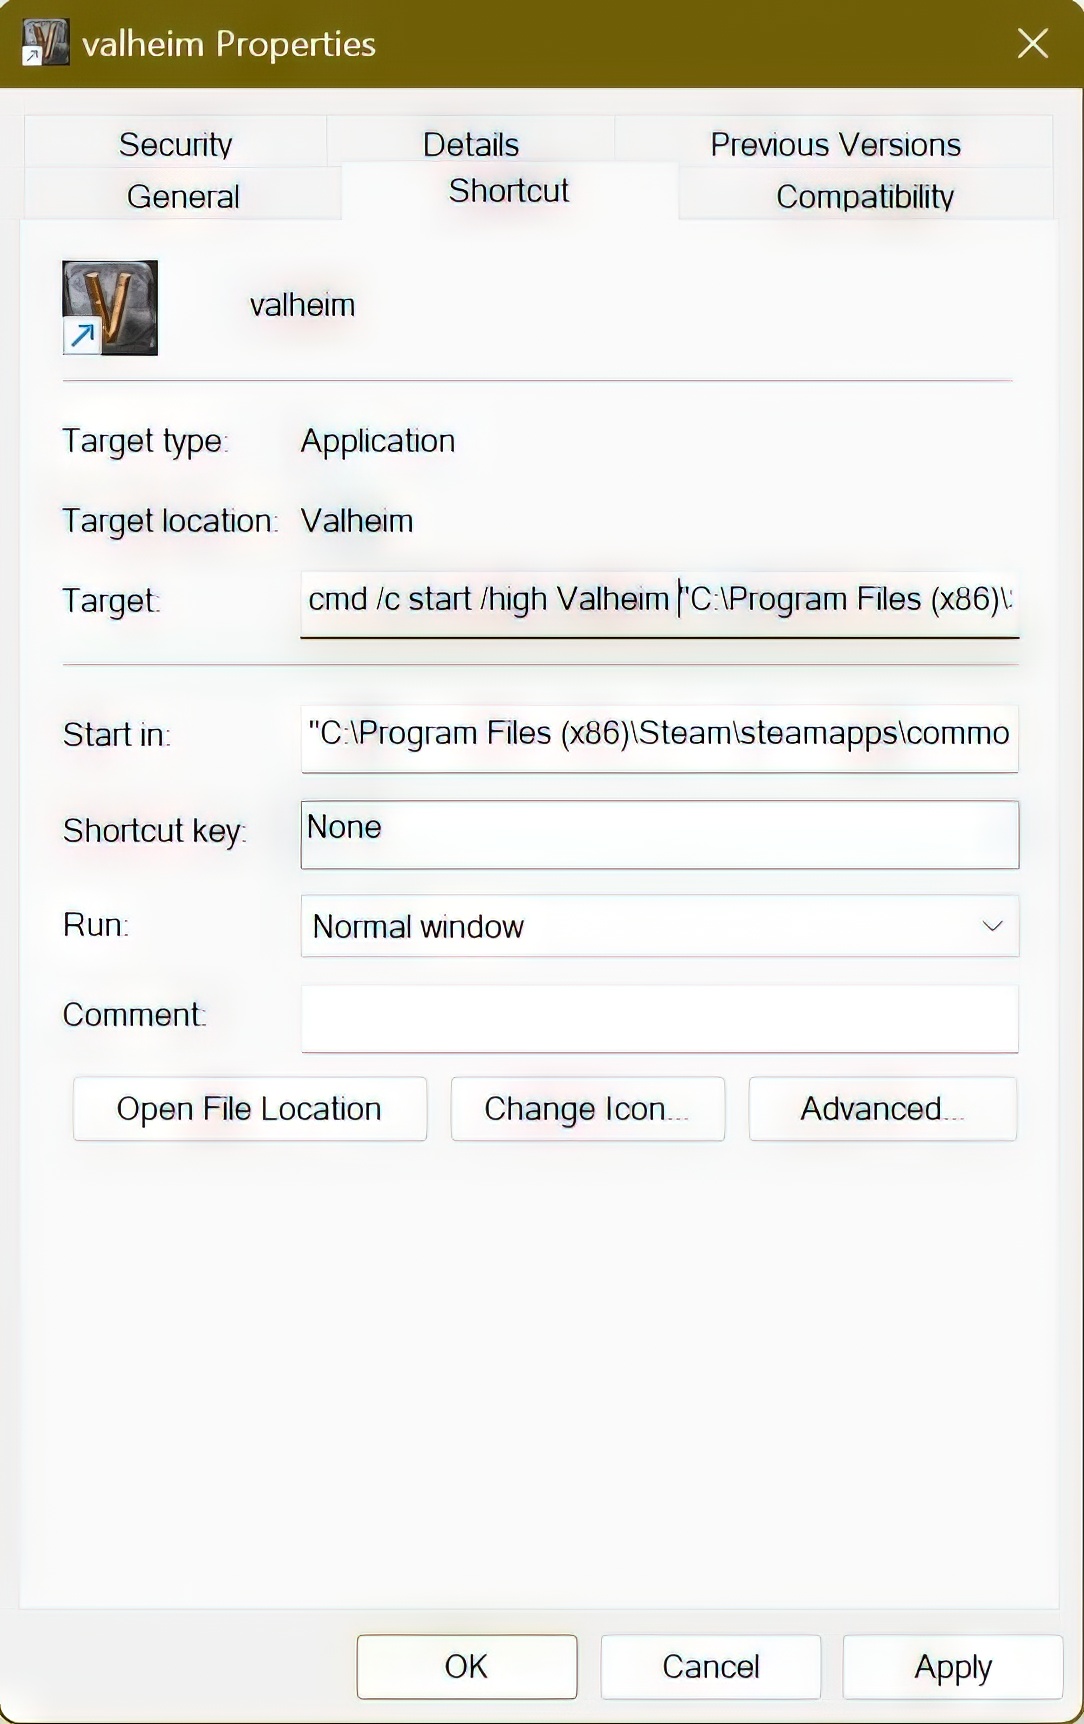 valheim Properties
Security Details Previous Versions
General Shortcut Compatibility
valheim
Target type: Application
Target location: Valheim
Target: cmd /c start /high Valheim "C:\Program Files (x86)\
Start in: "C:\Program Files (x86)\Steam\steamapps\commo
Shortcut key: None
Run: Normal window
Comment:
Open File Location Change Icon... Advanced...
OK Cancel Apply